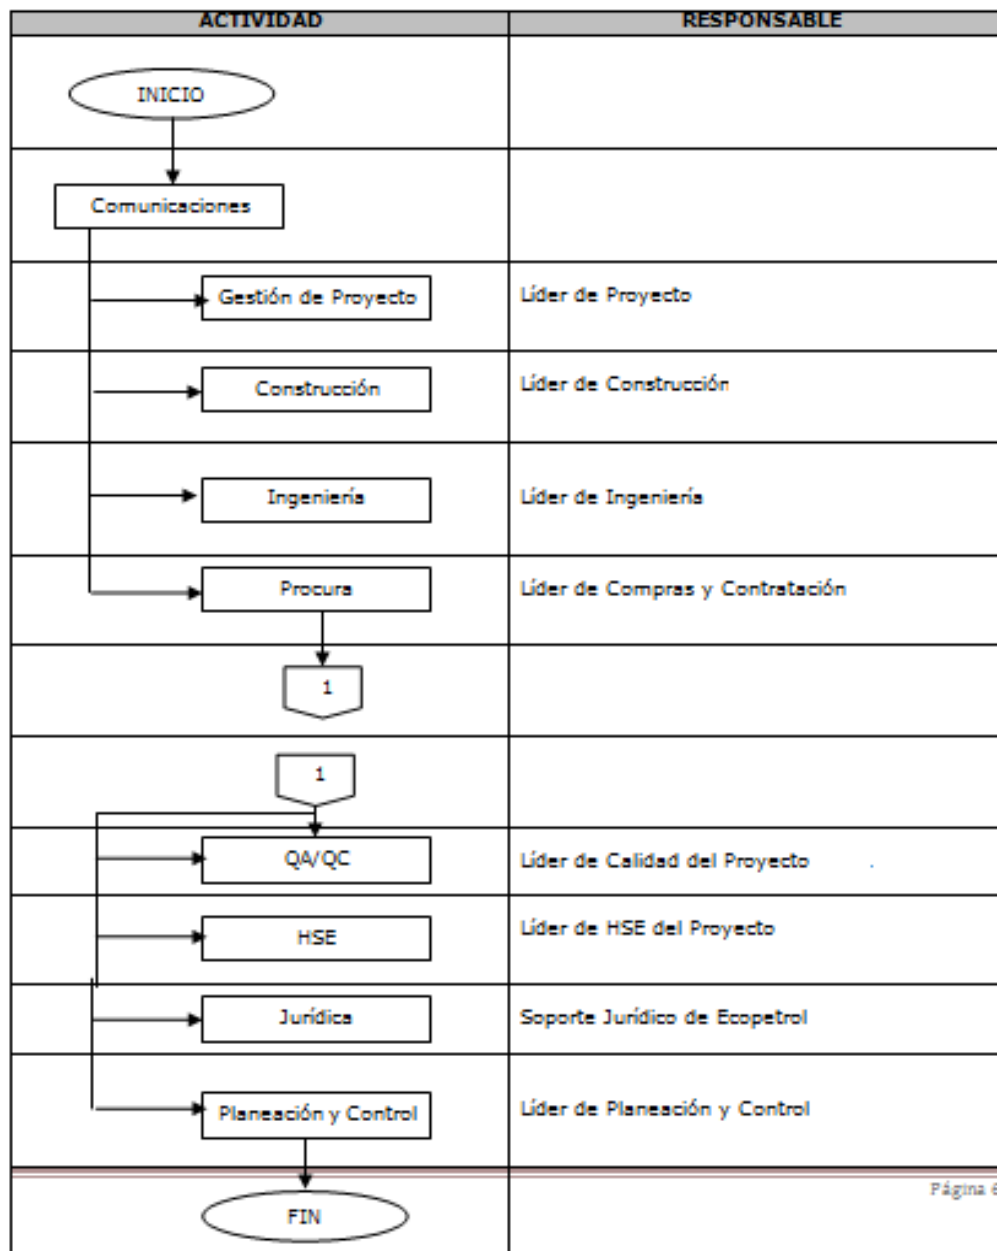 ACTIVIDAD RESPONSABLE
INICIO
Comunicaciones
Gestión de Proyecto Líder de Proyecto
Construcción Líder de Construcción
Ingeniería Líder de Ingeniería
Procura Líder de Compras y Contratación
1
1
QA/QC Líder de Calidad del Proyecto
HSE Líder de HSE del Proyecto
Jurídica Soporte Jurídico de Ecopetrol
Planeación y Control Líder de Planeación y Control
Página 6
FIN